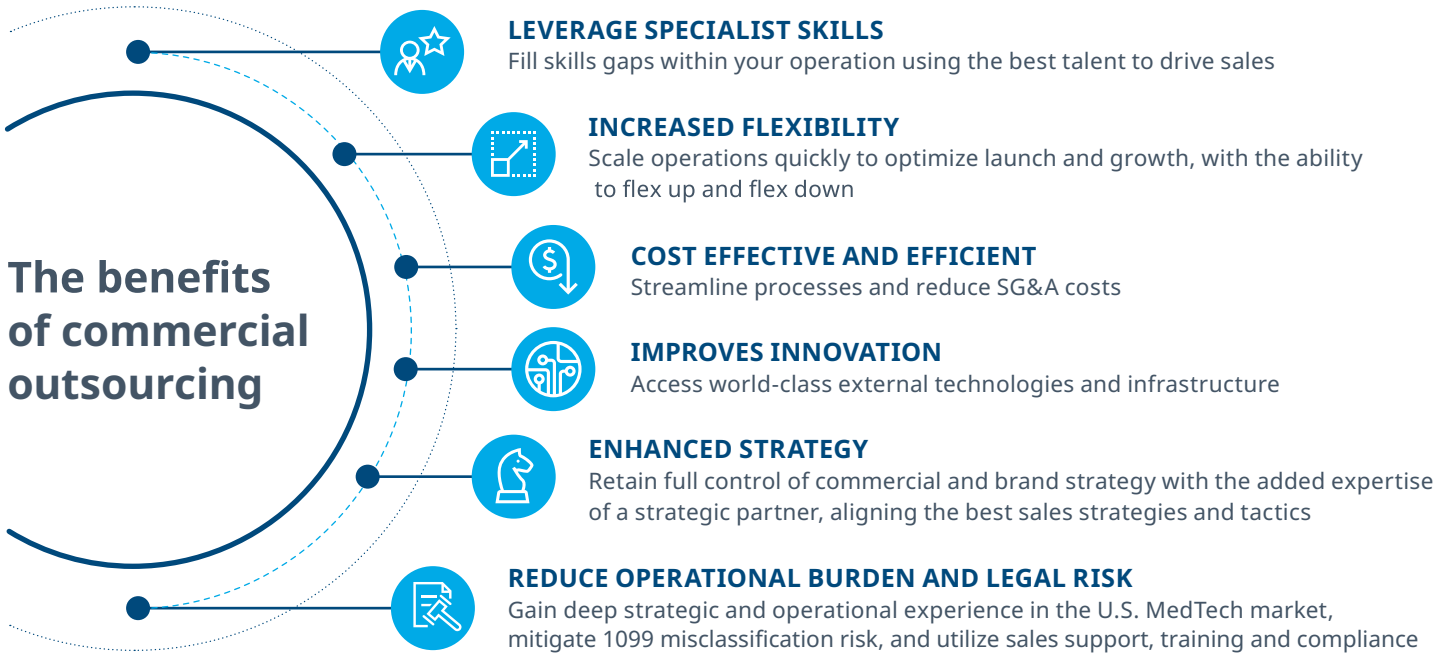 The benefits
of commercial
outsourcing
LEVERAGE SPECIALIST SKILLS
Fill skills gaps within your operation using the best talent to drive sales
INCREASED FLEXIBILITY
Scale operations quickly to optimize launch and growth, with the ability
to flex up and flex down
COST EFFECTIVE AND EFFICIENT
Streamline processes and reduce SG&A costs
IMPROVES INNOVATION
Access world-class external technologies and infrastructure
ENHANCED STRATEGY
Retain full control of commercial and brand strategy with the added expertise
of a strategic partner, aligning the best sales strategies and tactics
REDUCE OPERATIONAL BURDEN AND LEGAL RISK
Gain deep strategic and operational experience in the U.S. MedTech market,
mitigate 1099 misclassification risk, and utilize sales support, training and compliance
$